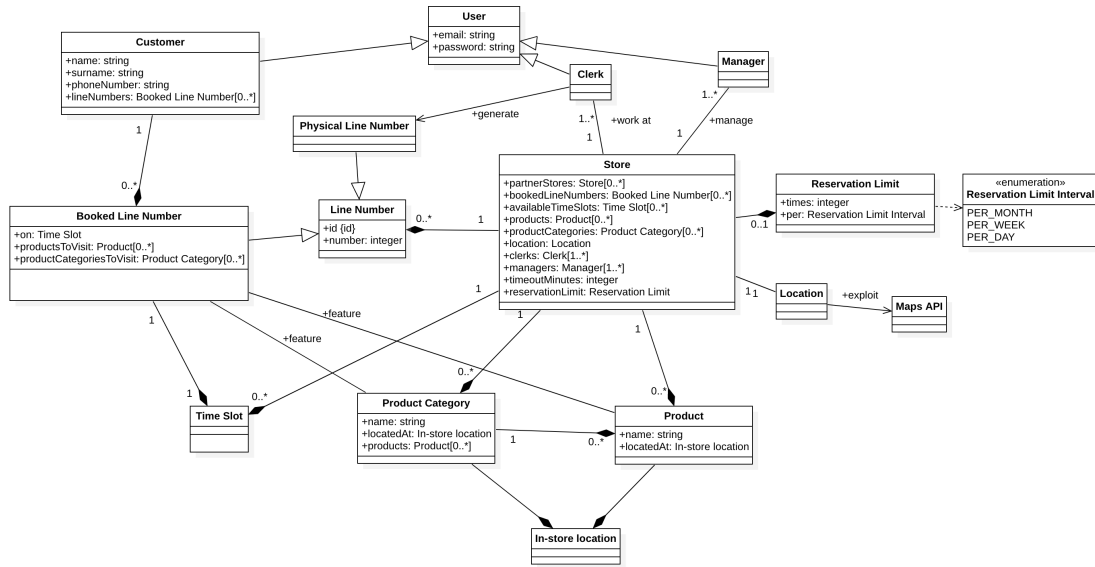 User
+email: string
+password: string
Customer
+name: string
+surname: string
+phoneNumber: string
+lineNumbers: Booked Line Number[0..*]
Manager
Clerk
Physical Line Number
+generate
1..*
+work at
1
1..*
+manage
1
1
0..*
Store
+partnerStores: Store[0..*]
+bookedLineNumbers: Booked Line Number[0..*]
+availableTimeSlots: Time Slot[0..*]
+products: Product[0..*]
+productCategories: Product Category[0..*]
+location: Location
+clerks: Clerk[1..*]
+managers: Manager[1..*]
+timeoutMinutes: integer
+reservationLimit: Reservation Limit
Reservation Limit
+times: integer
+per: Reservation Limit Interval
«enumeration»
Reservation Limit Interval
PER_MONTH
PER_WEEK
PER_DAY
Booked Line Number
+on: Time Slot
+productsToVisit: Product[0..*]
+productCategoriesToVisit: Product Category[0..*]
Line Number
+id {id}
+number: integer
0..*
1
0..1
1
1
Location
+exploit
Maps API
1
+feature
+feature
1
1
1
1
0..*
0..*
0..*
Time Slot
Product Category
+name: string
+locatedAt: In-store location
+products: Product[0..*]
1
0..*
Product
+name: string
+locatedAt: In-store location
In-store location